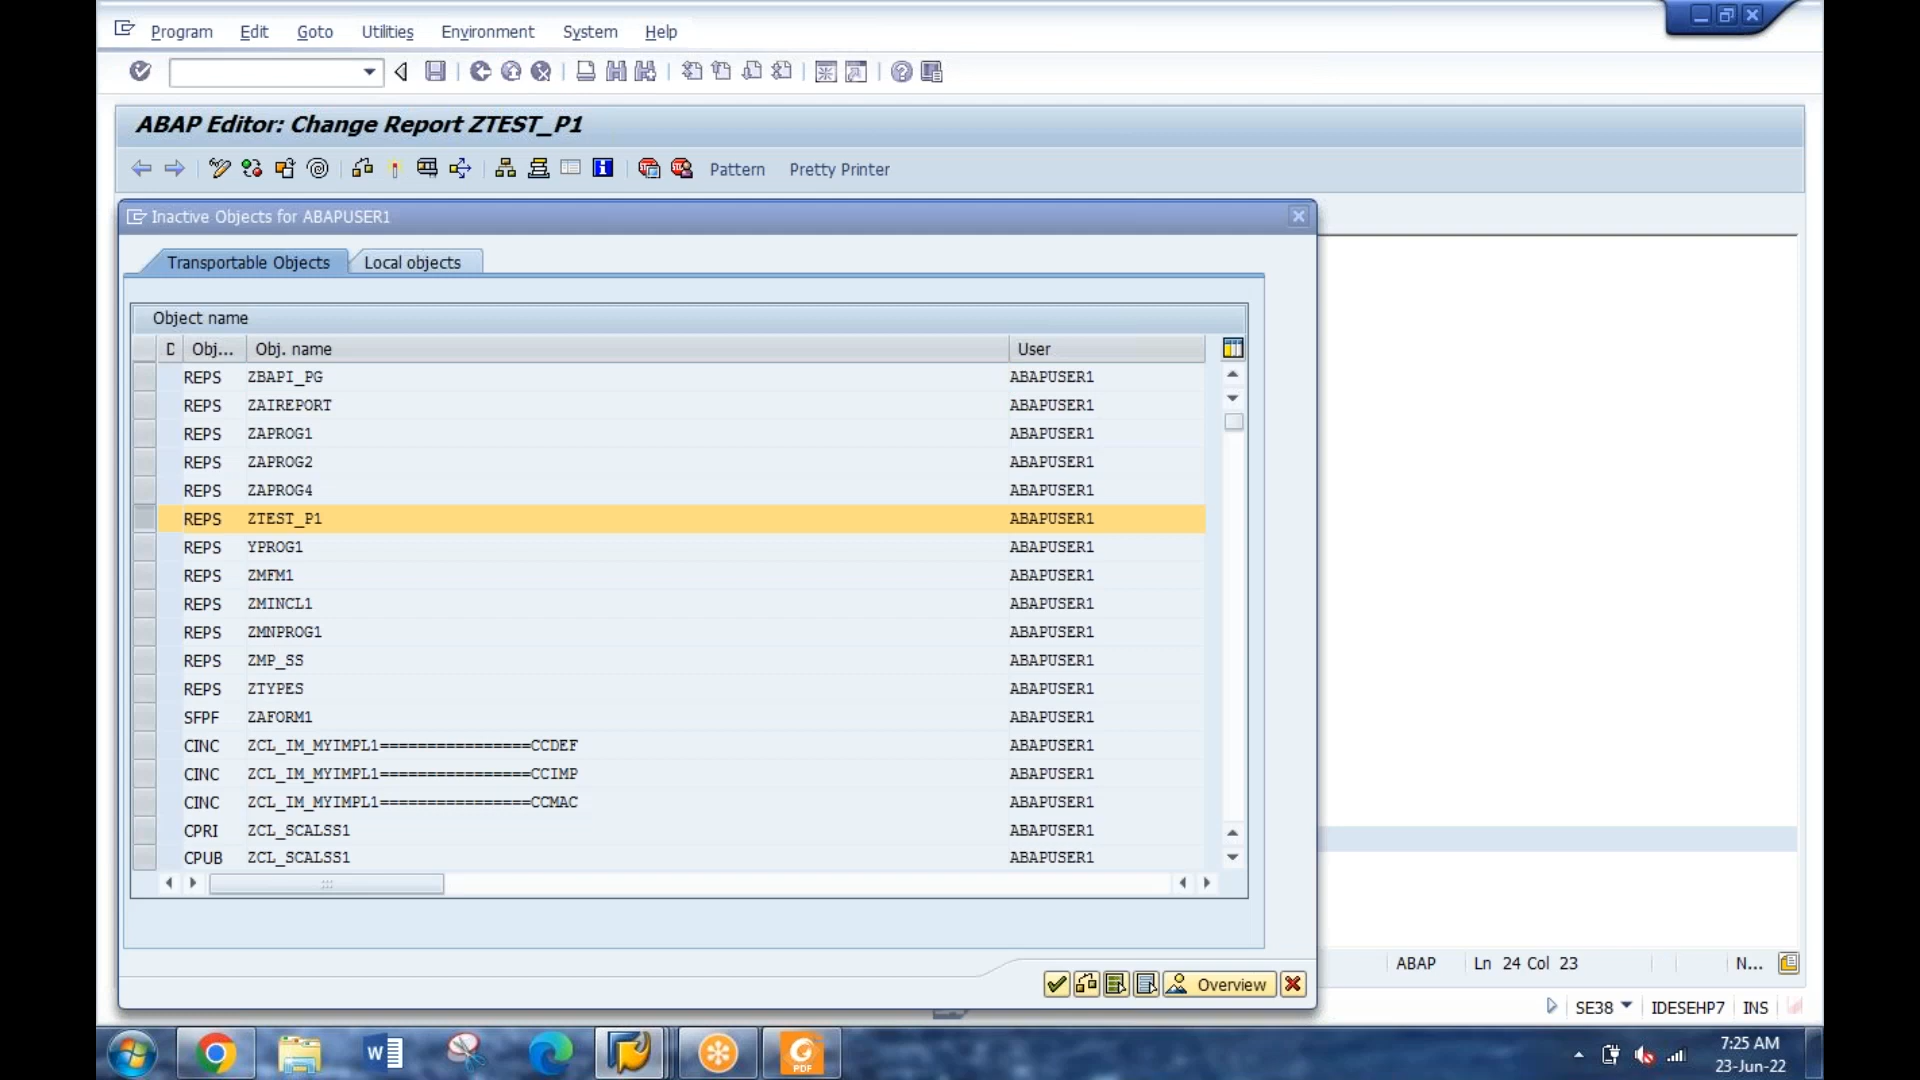 Program Edit Goto Utilities Environment System Help
ABAP Editor: Change Report ZTEST_P1
Pattern Pretty Printer
Inactive Objects for ABAPUSER1
Transportable Objects Local objects
Object name
D Obj... Obj. name User
REPS ZBAPI_PG ABAPUSER1
REPS ZAIREPORT ABAPUSER1
REPS ZAPROG1 ABAPUSER1
REPS ZAPROG2 ABAPUSER1
REPS ZAPROG4 ABAPUSER1
REPS ZTEST_P1 ABAPUSER1
REPS YPROG1 ABAPUSER1
REPS ZMFM1 ABAPUSER1
REPS ZMINCL1 ABAPUSER1
REPS ZMNPROG1 ABAPUSER1
REPS ZMP_SS ABAPUSER1
REPS ZTYPES ABAPUSER1
SFPF ZAFORM1 ABAPUSER1
CINC ZCL_IM_MYIMPL1================CCDEF ABAPUSER1
CINC ZCL_IM_MYIMPL1================CCIMP ABAPUSER1
CINC ZCL_IM_MYIMPL1================CCMAC ABAPUSER1
CPRI ZCL_SCALSS1 ABAPUSER1
CPUB ZCL_SCALSS1 ABAPUSER1
Overview
ABAP Ln 24 Col 23 N...
SE38 IDESEHP7 INS
7:25 AM
23-Jun-22